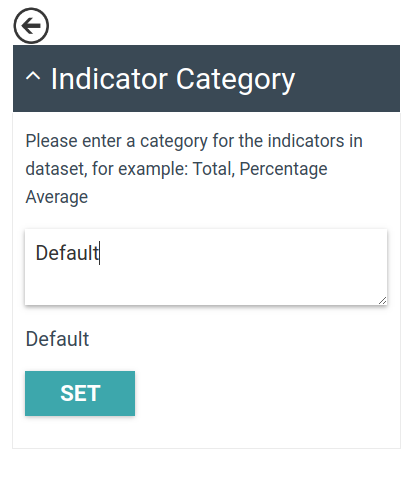 Indicator Category
Please enter a category for the indicators in
dataset, for example: Total, Percentage
Average
Default
Default
SET